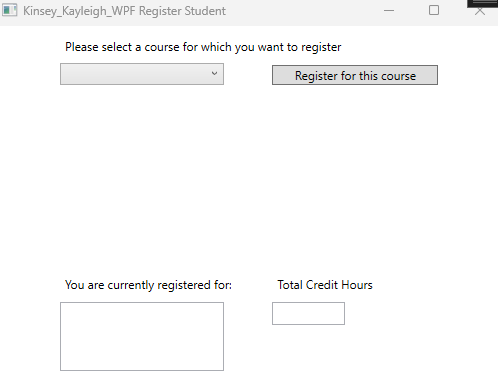 Kinsey_Kayleigh_WPF Register Student
Please select a course for which you want to register
Register for this course
You are currently registered for:
Total Credit Hours